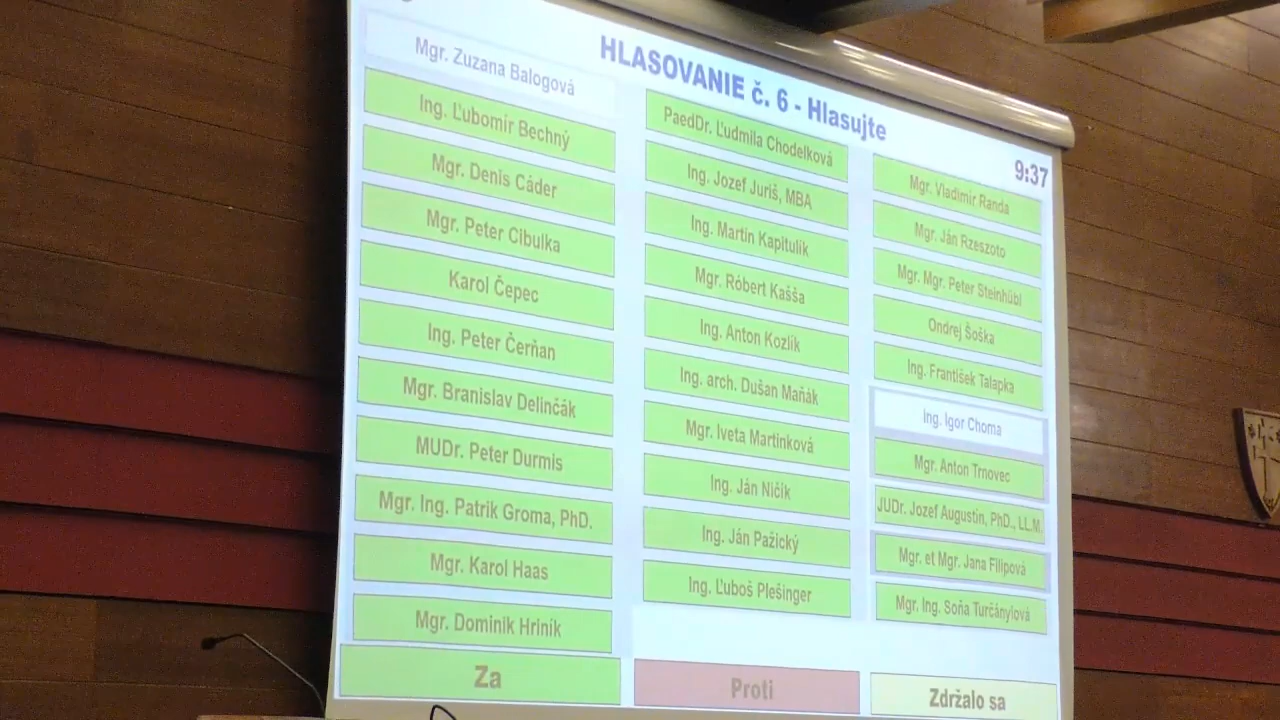 HLASOVANIE č. 6 - Hlasujte
9:37
Mgr. Zuzana Balogová
Ing. Ľubomír Bechný
Mgr. Denis Cáder
Mgr. Peter Cibulka
Karol Čepec
Ing. Peter Čerňan
Mgr. Branislav Delinčák
MUDr. Peter Durmis
Mgr. Ing. Patrik Groma, PhD.
Mgr. Karol Haas
Mgr. Dominik Hriník
PaedDr. Ľudmila Chodelková
Ing. Jozef Juriš, MBA
Ing. Martin Kapitulík
Mgr. Róbert Kašša
Ing. Anton Kozlík
Ing. arch. Dušan Maňák
Mgr. Iveta Martinková
Ing. Ján Ničík
Ing. Ján Pažický
Ing. Ľuboš Plešinger
Mgr. Vladimír Randa
Mgr. Ján Rzeszoto
Mgr. Mgr. Peter Steinhübl
Ondrej Šoška
Ing. František Talapka
Ing. Igor Choma
Mgr. Anton Trnovec
JUDr. Jozef Augustín, PhD., LL.M.
Mgr. et Mgr. Jana Filipová
Mgr. Ing. Soňa Turčányiová
Za
Proti
Zdržalo sa